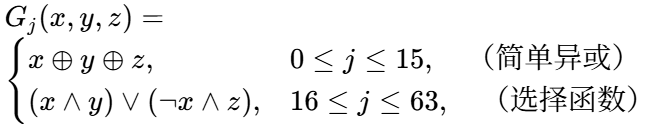 G_j(x, y, z) =
x ⊕ y ⊕ z, 0 ≤ j ≤ 15, （简单异或）
(x ∧ y) ∨ (¬x ∧ z), 16 ≤ j ≤ 63, （选择函数）